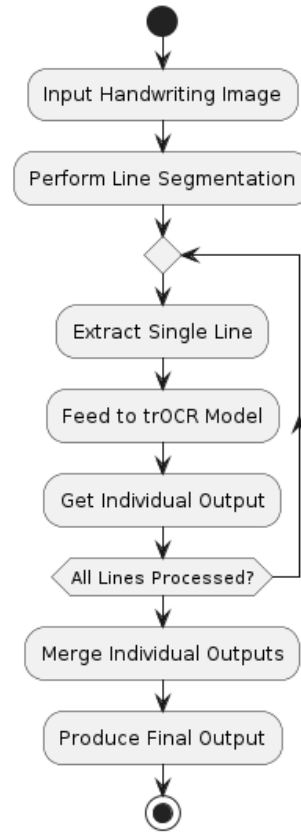 Input Handwriting Image
Perform Line Segmentation
Extract Single Line
Feed to trOCR Model
Get Individual Output
All Lines Processed?
Merge Individual Outputs
Produce Final Output